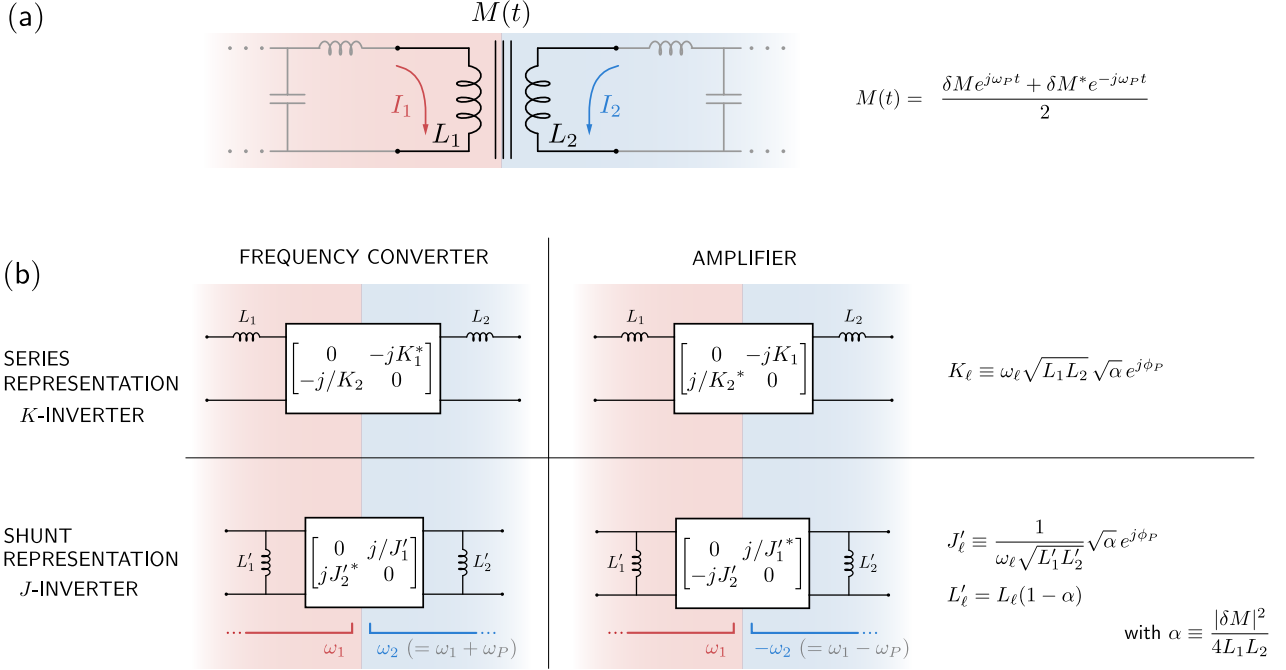 (a)
M(t)
I₁
L₁
L₂
I₂
M(t) = (δM e^{jω_P t} + δM* e^{-jω_P t}) / 2
(b)
FREQUENCY CONVERTER
AMPLIFIER
SERIES
REPRESENTATION
K-INVERTER
L₁
[0 -jK₁*]
[-j/K₂ 0]
L₂
L₁
[0 -jK₁]
[j/K₂* 0]
L₂
K_ℓ ≡ ω_ℓ √(L₁L₂) √α e^{jϕ_P}
SHUNT
REPRESENTATION
J-INVERTER
L′₁
[0 j/J′₁]
[jJ′₂* 0]
L′₂
ω₁
ω₂ (= ω₁ + ω_P)
L′₁
[0 j/J′₁*]
[-jJ′₂ 0]
L′₂
ω₁
-ω₂ (= ω₁ - ω_P)
J′_ℓ ≡ 1 / (ω_ℓ √(L′₁L′₂)) √α e^{jϕ_P}
L′_ℓ = L_ℓ(1 - α)
with α ≡ |δM|² / 4L₁L₂